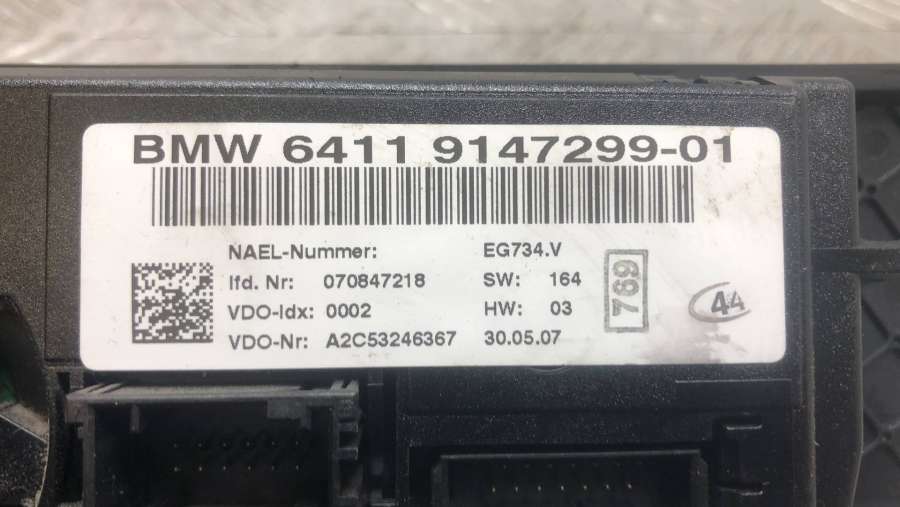 BMW 6411 9147299-01
NAEL-Nummer: EG734.V
lfd. Nr: 070847218 SW: 164
VDO-Idx: 0002 HW: 03
VDO-Nr: A2C53246367 30.05.07
769
44